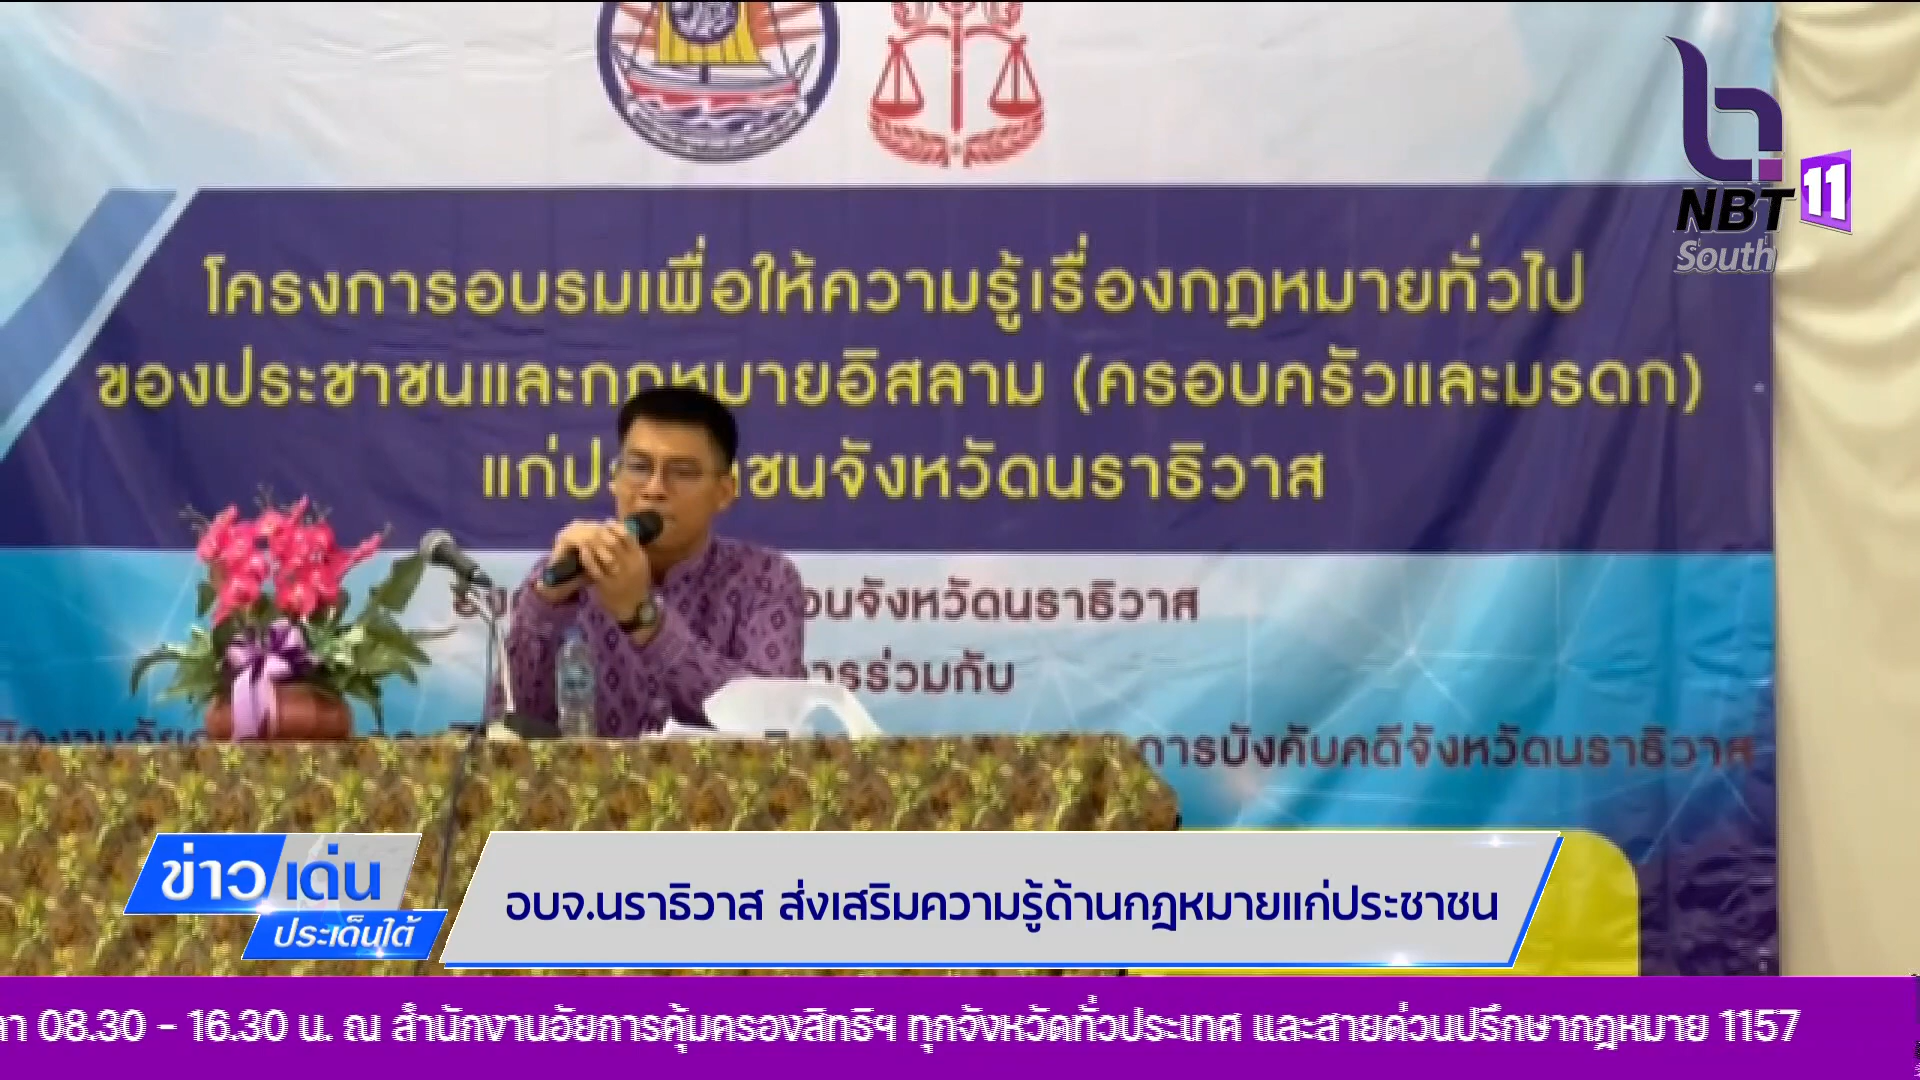 NBT 11
South
โครงการอบรมเพื่อให้ความรู้เรื่องกฎหมายทั่วไป
ของประชาชนและกฎหมายอิสลาม (ครอบครัวและมรดก)
แก่ประชาชนจังหวัดนราธิวาส
จังหวัดนราธิวาส
ร่วมกับ
การบังคับคดีจังหวัดนราธิวาส
ข่าวเด่น
ประเด็นใต้
อบจ.นราธิวาส ส่งเสริมความรู้ด้านกฎหมายแก่ประชาชน
08.30 - 16.30 น. ณ สำนักงานอัยการคุ้มครองสิทธิฯ ทุกจังหวัดทั่วประเทศ และสายด่วนปรึกษากฎหมาย 1157